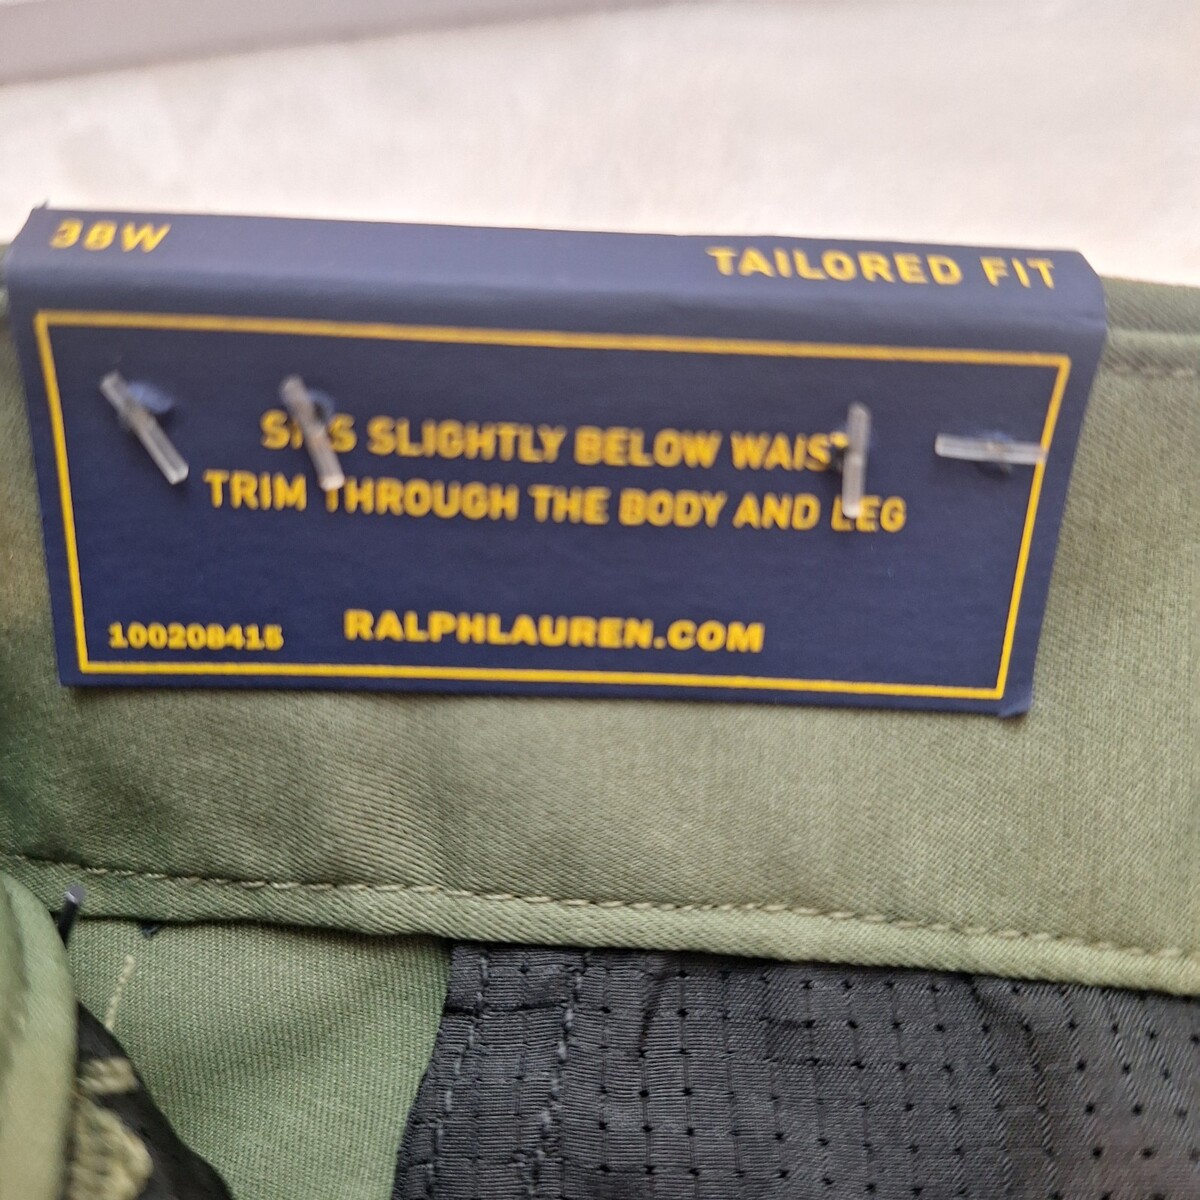 38W
TAILORED FIT
SITS SLIGHTLY BELOW WAIST
TRIM THROUGH THE BODY AND LEG
100208415
RALPHLAUREN.COM